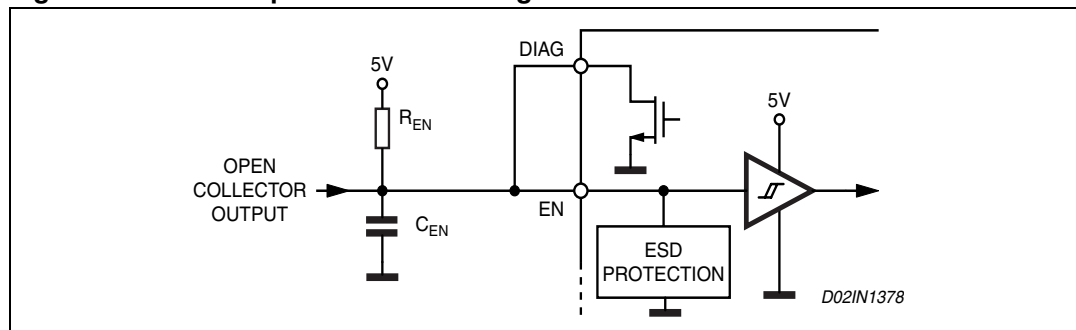 DIAG
5V
R_EN
5V
OPEN
COLLECTOR
OUTPUT
EN
C_EN
ESD
PROTECTION
D02IN1378